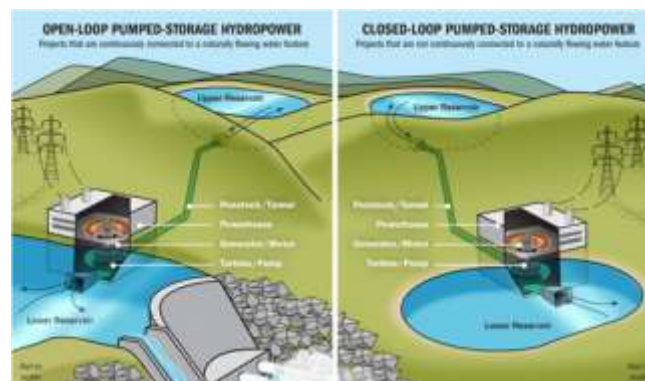 OPEN-LOOP PUMPED-STORAGE HYDROPOWER
Projects that are continuously connected to a naturally flowing water feature
Upper Reservoir
Penstock/Tunnel
Powerhouse
Generator/Motor
Turbine/Pump
Lower Reservoir
CLOSED-LOOP PUMPED-STORAGE HYDROPOWER
Projects that are not continuously connected to a naturally flowing water feature
Upper Reservoir
Penstock/Tunnel
Powerhouse
Generator/Motor
Turbine/Pump
Lower Reservoir